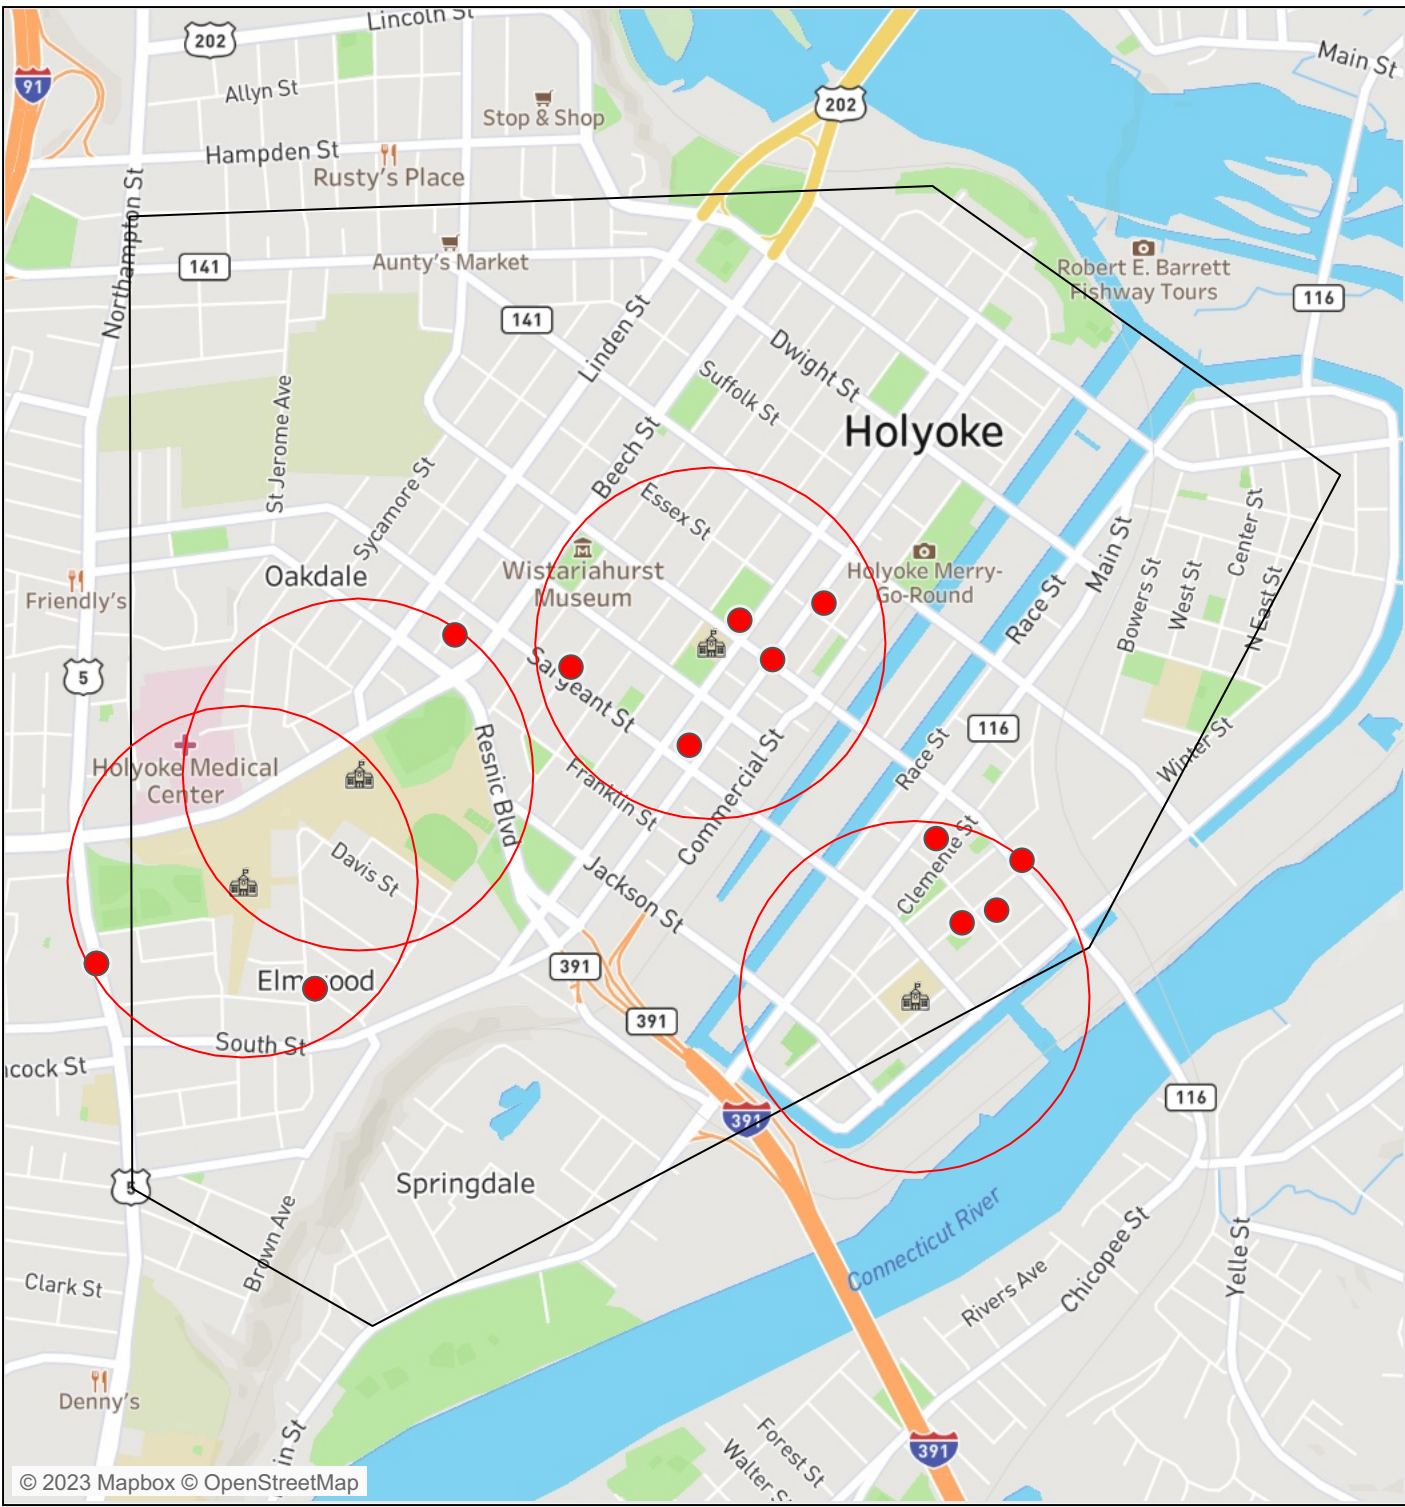 Lincoln St
202
Main St
91
Allyn St
Stop & Shop
202
Hampden St
Rusty's Place
Northampton St
141
Aunty's Market
Robert E. Barrett
Fishway Tours
116
141
Linden St
Dwight St
Suffolk St
St Jerome Ave
Holyoke
Beech St
Sycamore St
Essex St
Center St
Main St
Wistariahurst
Museum
Holyoke Merry-
Go-Round
Oakdale
Friendly's
Race St
Bowers St
West St
N East St
5
Sargeant St
116
Resnic Blvd
Holyoke Medical
Center
Franklin St
Commercial St
Race St
Winter St
Davis St
Jackson St
Clemente St
391
Elmwood
391
South St
cock St
116
391
Springdale
5
Connecticut River
Brown Ave
Clark St
Rivers Ave
Chicopee St
Yelle St
Denny's
in St
Forest St
Walter S
391
© 2023 Mapbox © OpenStreetMap